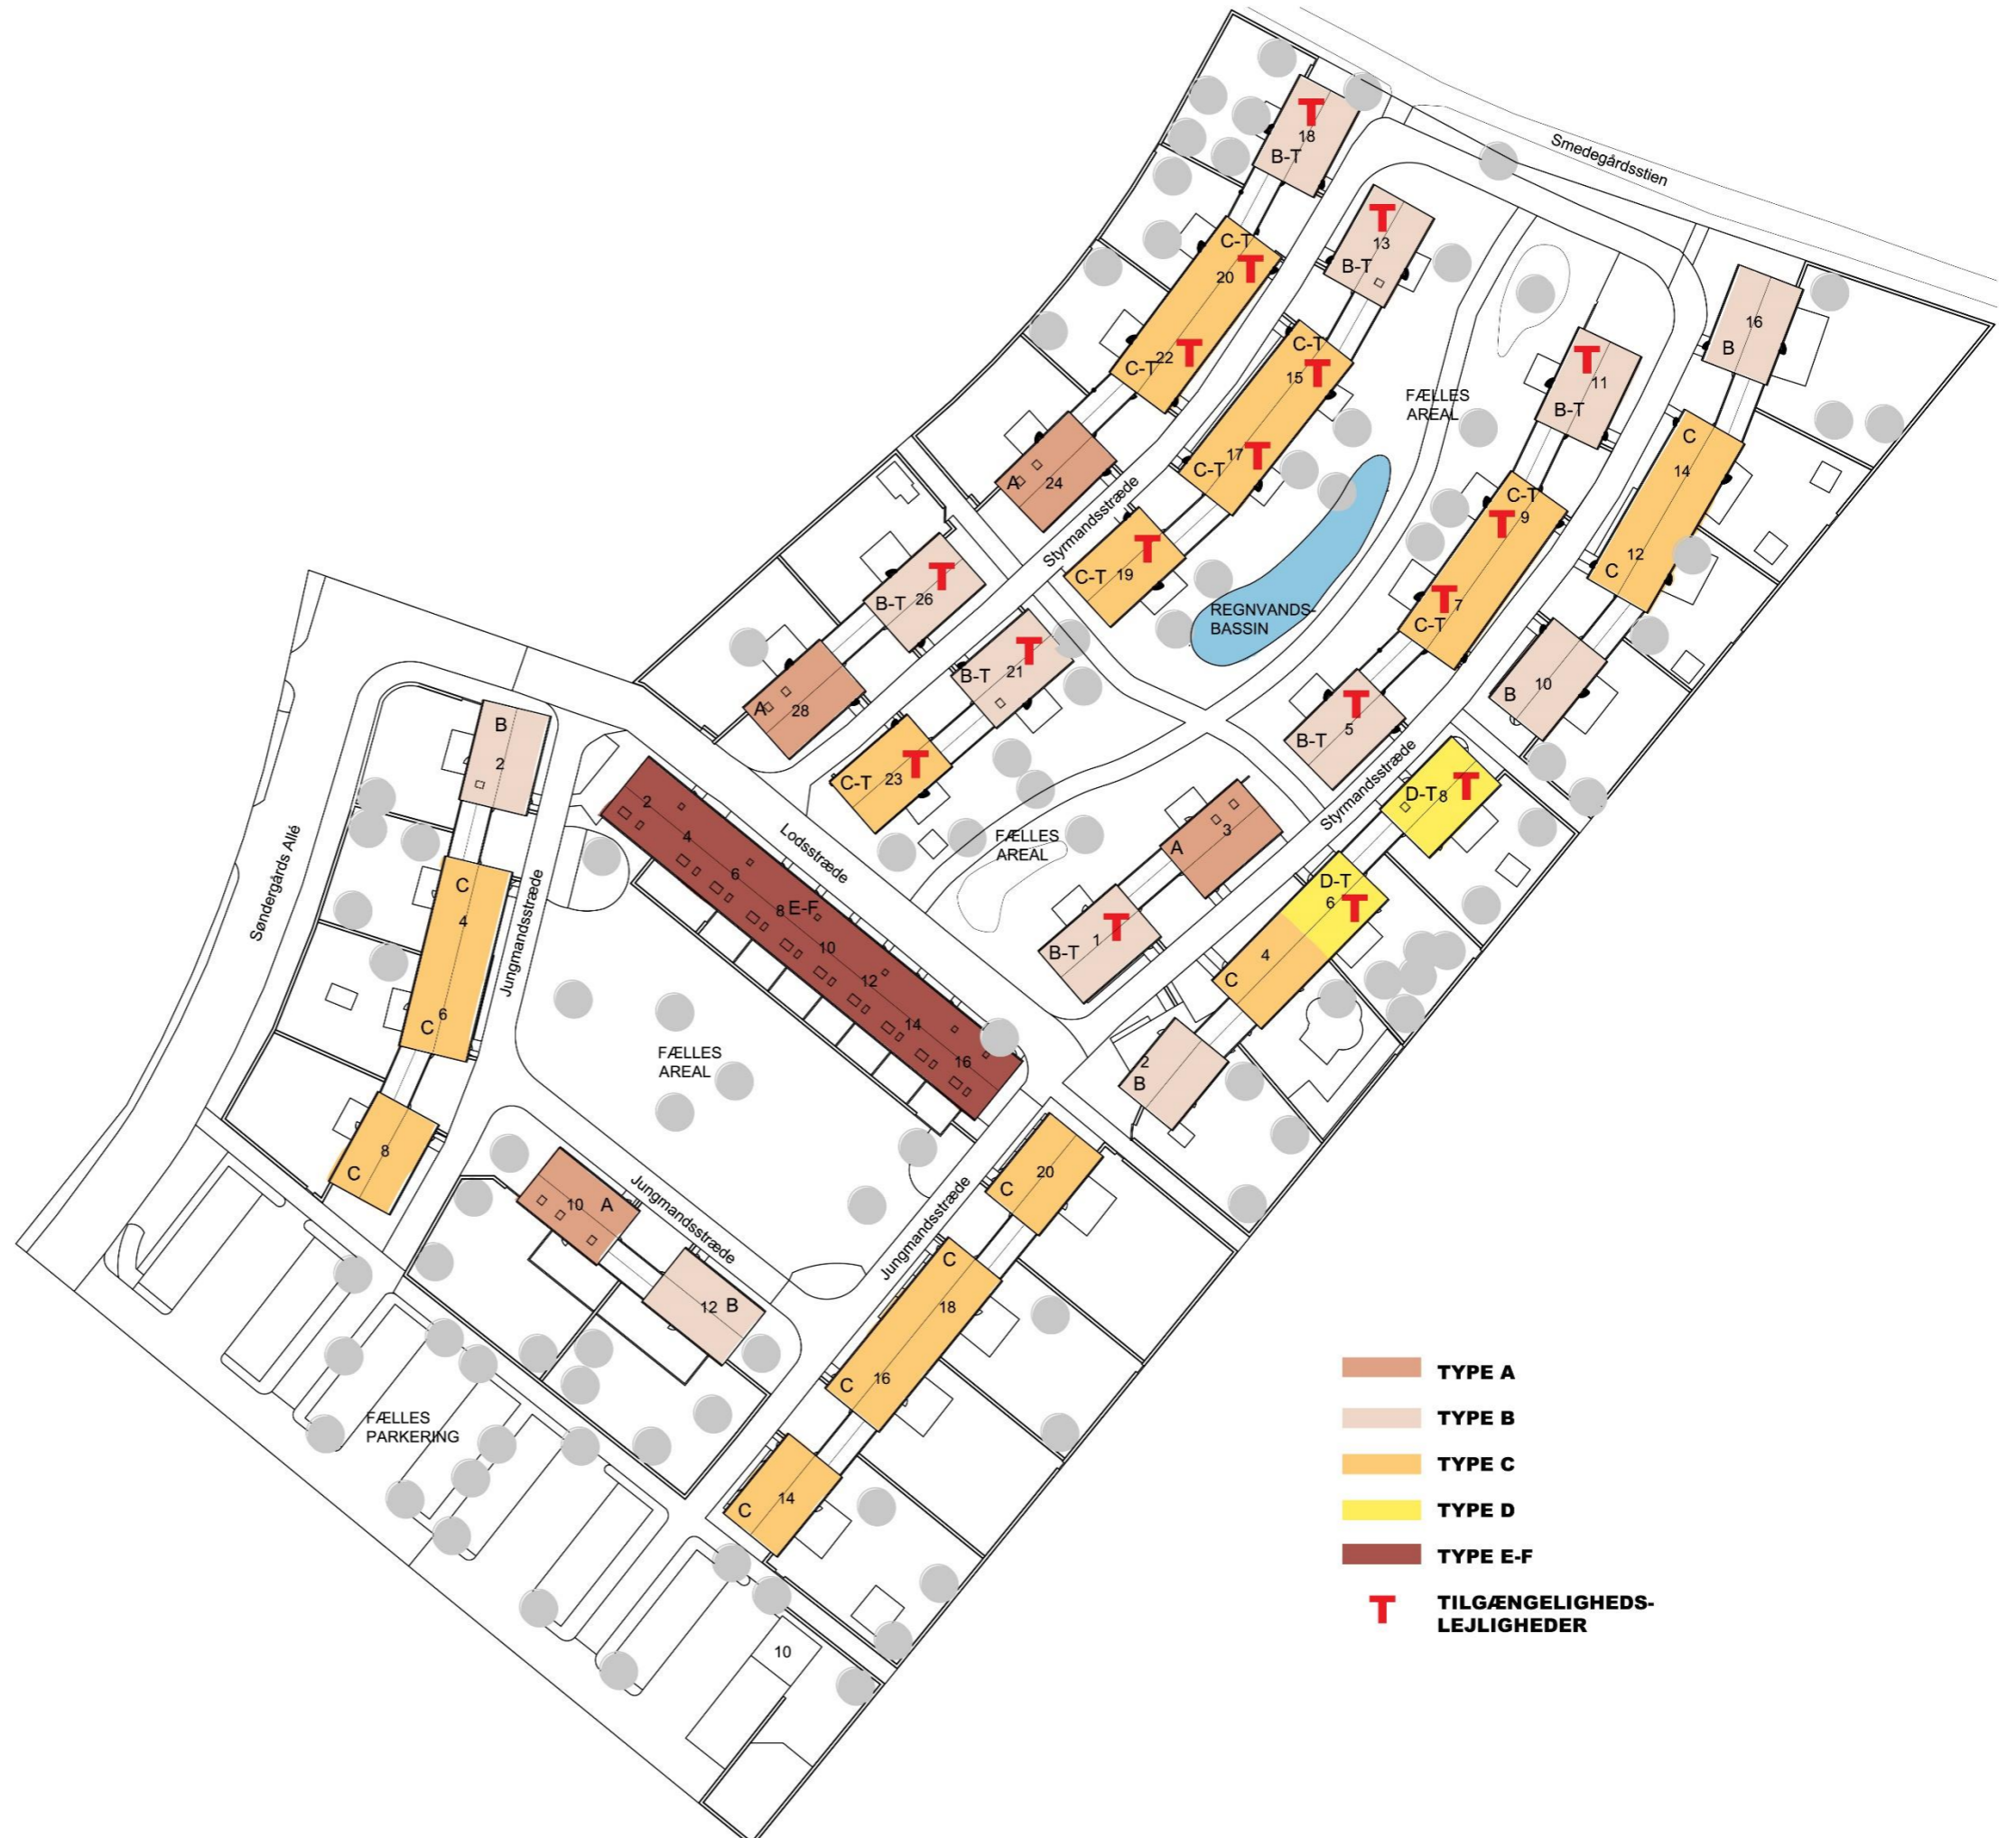 Smedegårdsstien
18
B-T
C-T
20
22
C-T
A
24
13
B-T
C-T
15
17
C-T
C-T
19
Styrmandsstræde
B-T
26
A
28
B-T
21
C-T
23
FÆLLES
AREAL
REGNVANDS-
BASSIN
11
B-T
C-T
9
7
C-T
B-T
5
16
B
C
14
12
C
B
10
Styrmandsstræde
D-T
8
D-T
6
4
C
2
B
A
3
B-T
1
FÆLLES
AREAL
Lodsstræde
2
4
6
8
E-F
10
12
14
16
Søndergårds Allé
Jungmandsstræde
B
2
C
4
C
6
8
C
FÆLLES
AREAL
10
A
Jungmandsstræde
12
B
Jungmandsstræde
20
C
C
18
16
C
14
C
FÆLLES
PARKERING
10
TYPE A
TYPE B
TYPE C
TYPE D
TYPE E-F
T
TILGÆNGELIGHEDS-
LEJLIGHEDER